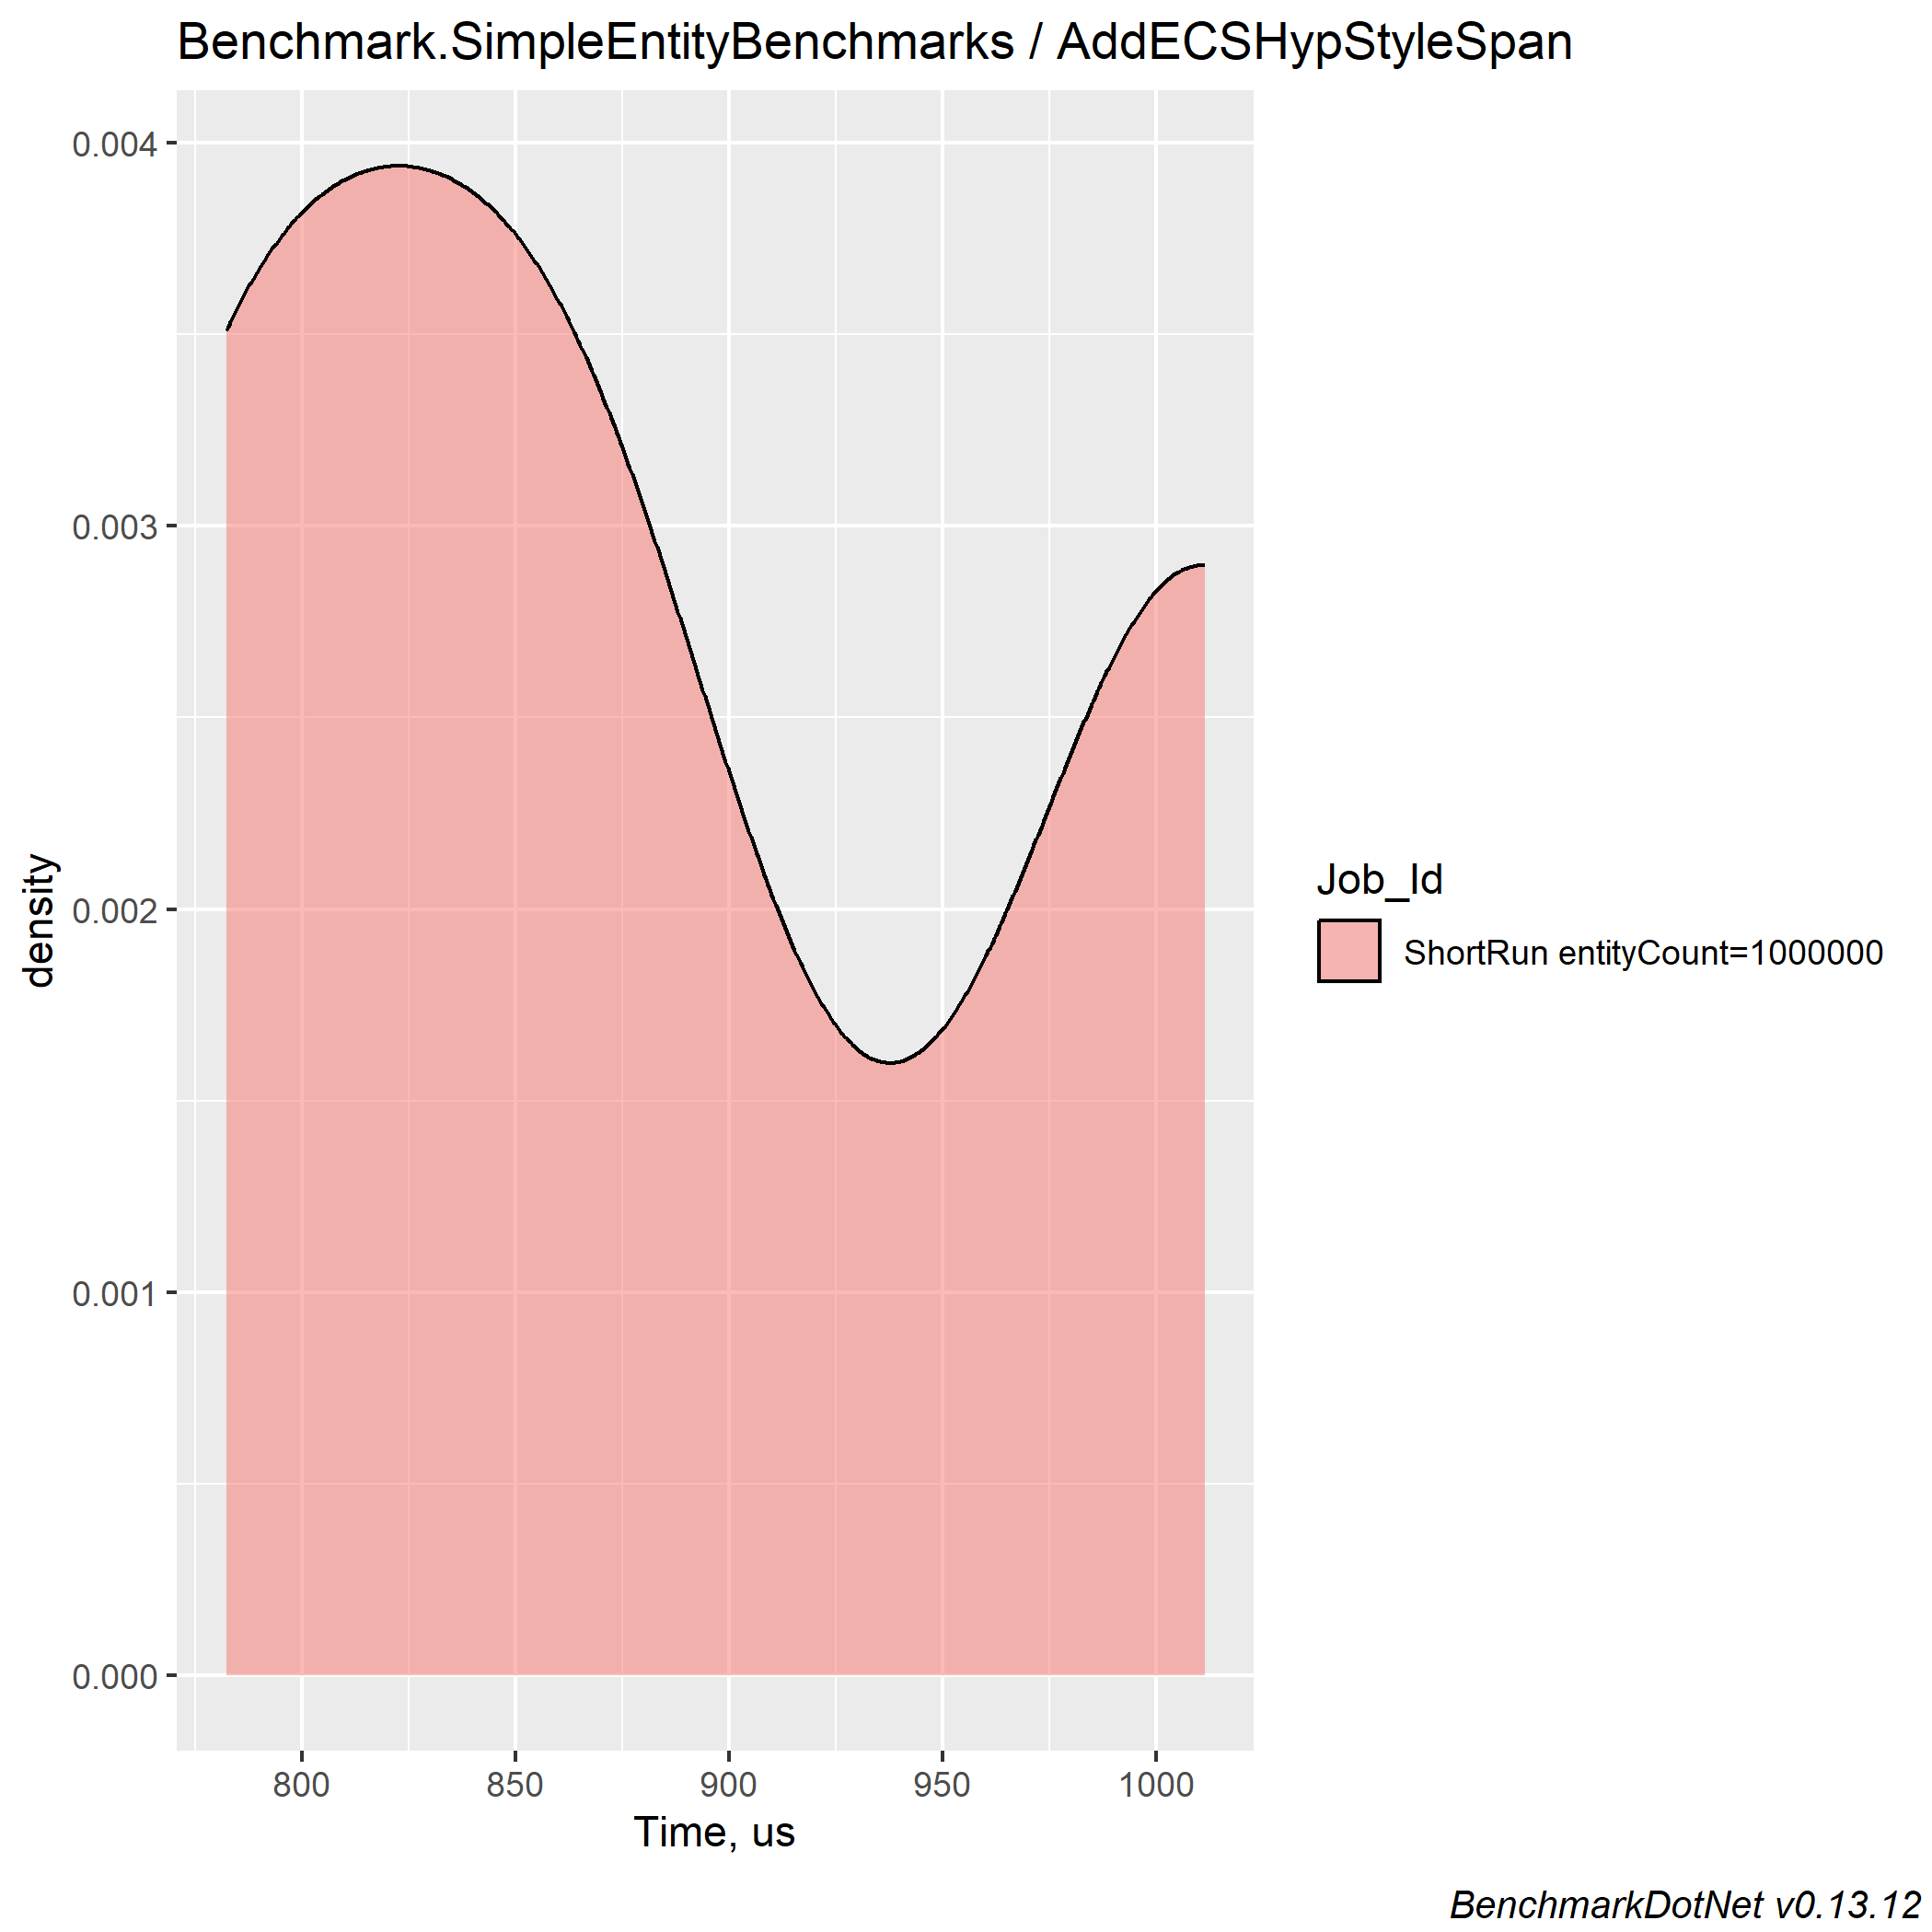 Benchmark.SimpleEntityBenchmarks / AddECSHypStyleSpan
0.004
0.003
0.002
0.001
0.000
density
800 850 900 950 1000
Time, us
Job_Id
ShortRun entityCount=1000000
BenchmarkDotNet v0.13.12